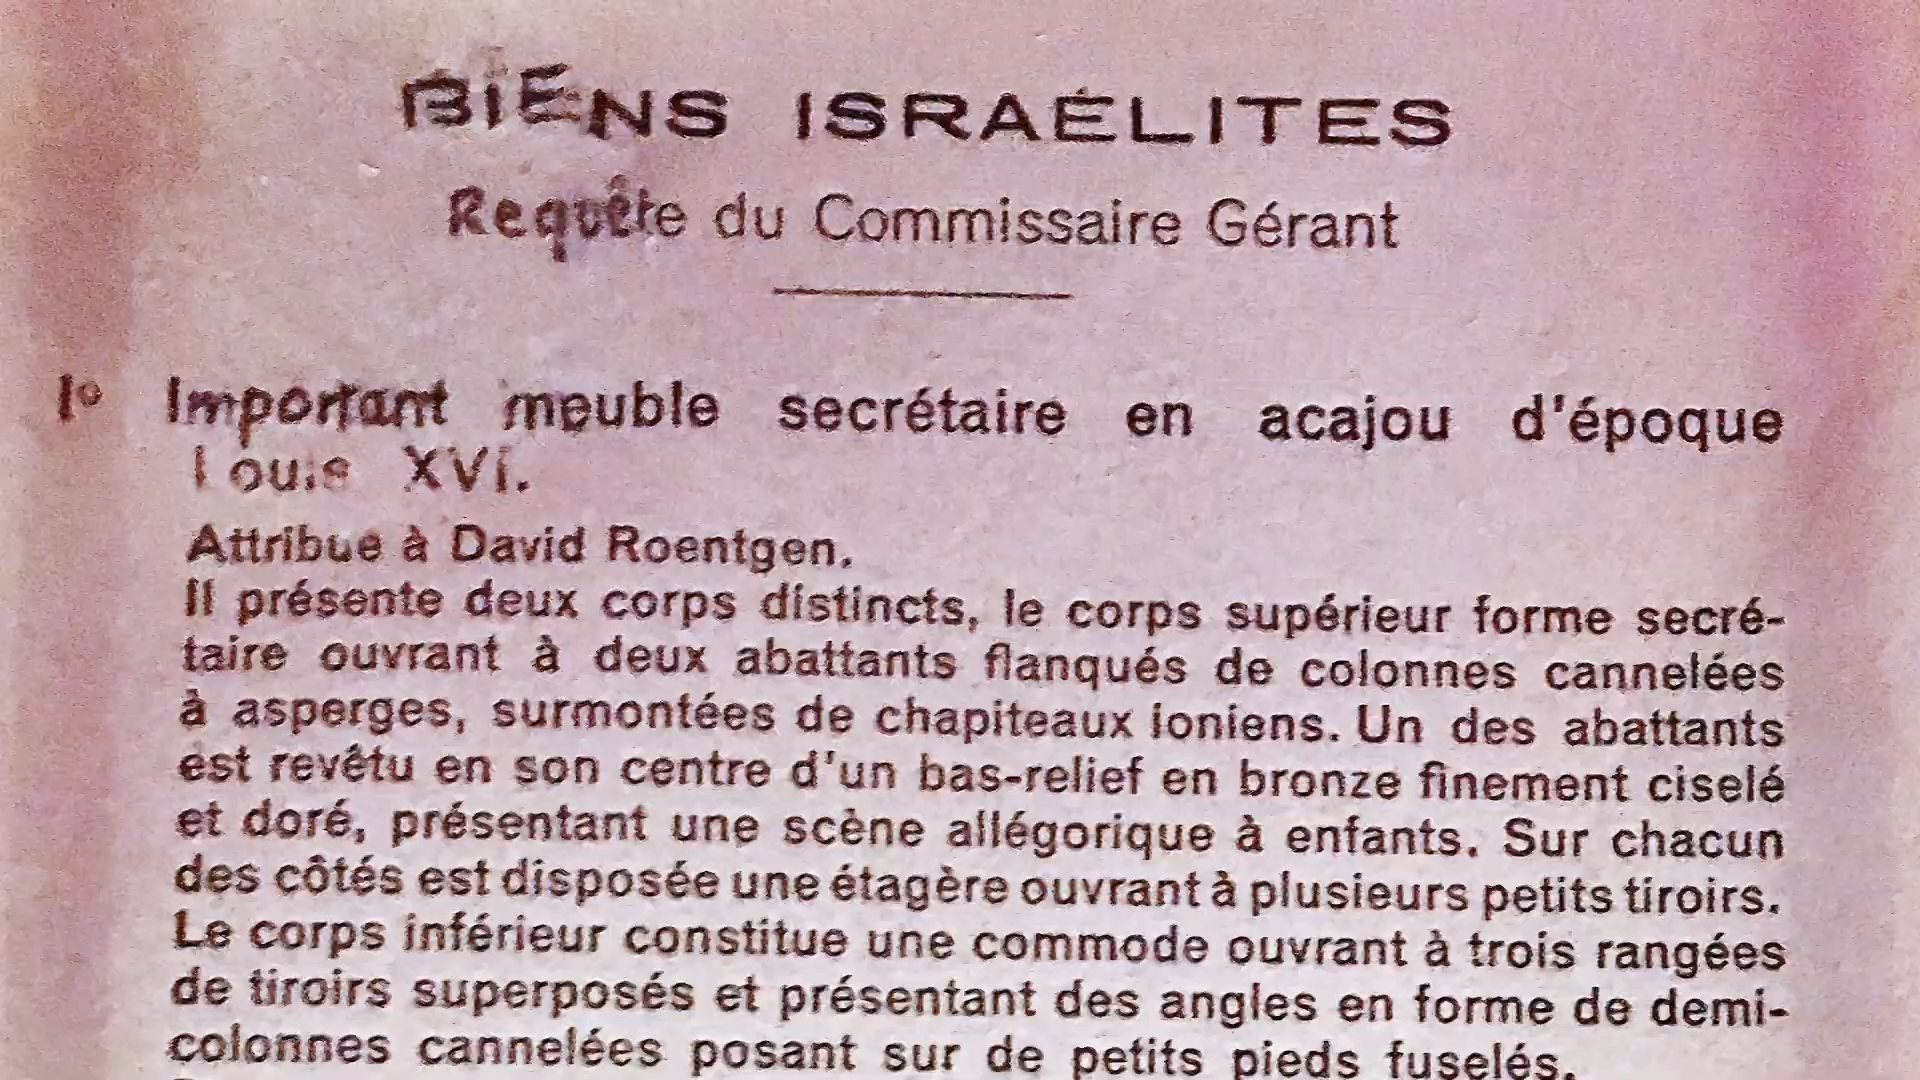 BIENS ISRAÉLITES
Requête du Commissaire Gérant
1º Important meuble secrétaire en acajou d'époque
Louis XVI.
Attribue à David Roentgen.
Il présente deux corps distincts, le corps supérieur forme secré-
taire ouvrant à deux abattants flanqués de colonnes cannelées
à asperges, surmontées de chapiteaux ioniens. Un des abattants
est revêtu en son centre d'un bas-relief en bronze finement ciselé
et doré, présentant une scène allégorique à enfants. Sur chacun
des côtés est disposée une étagère ouvrant à plusieurs petits tiroirs.
Le corps inférieur constitue une commode ouvrant à trois rangées
de tiroirs superposés et présentant des angles en forme de demi-
colonnes cannelées posant sur de petits pieds fuselés.